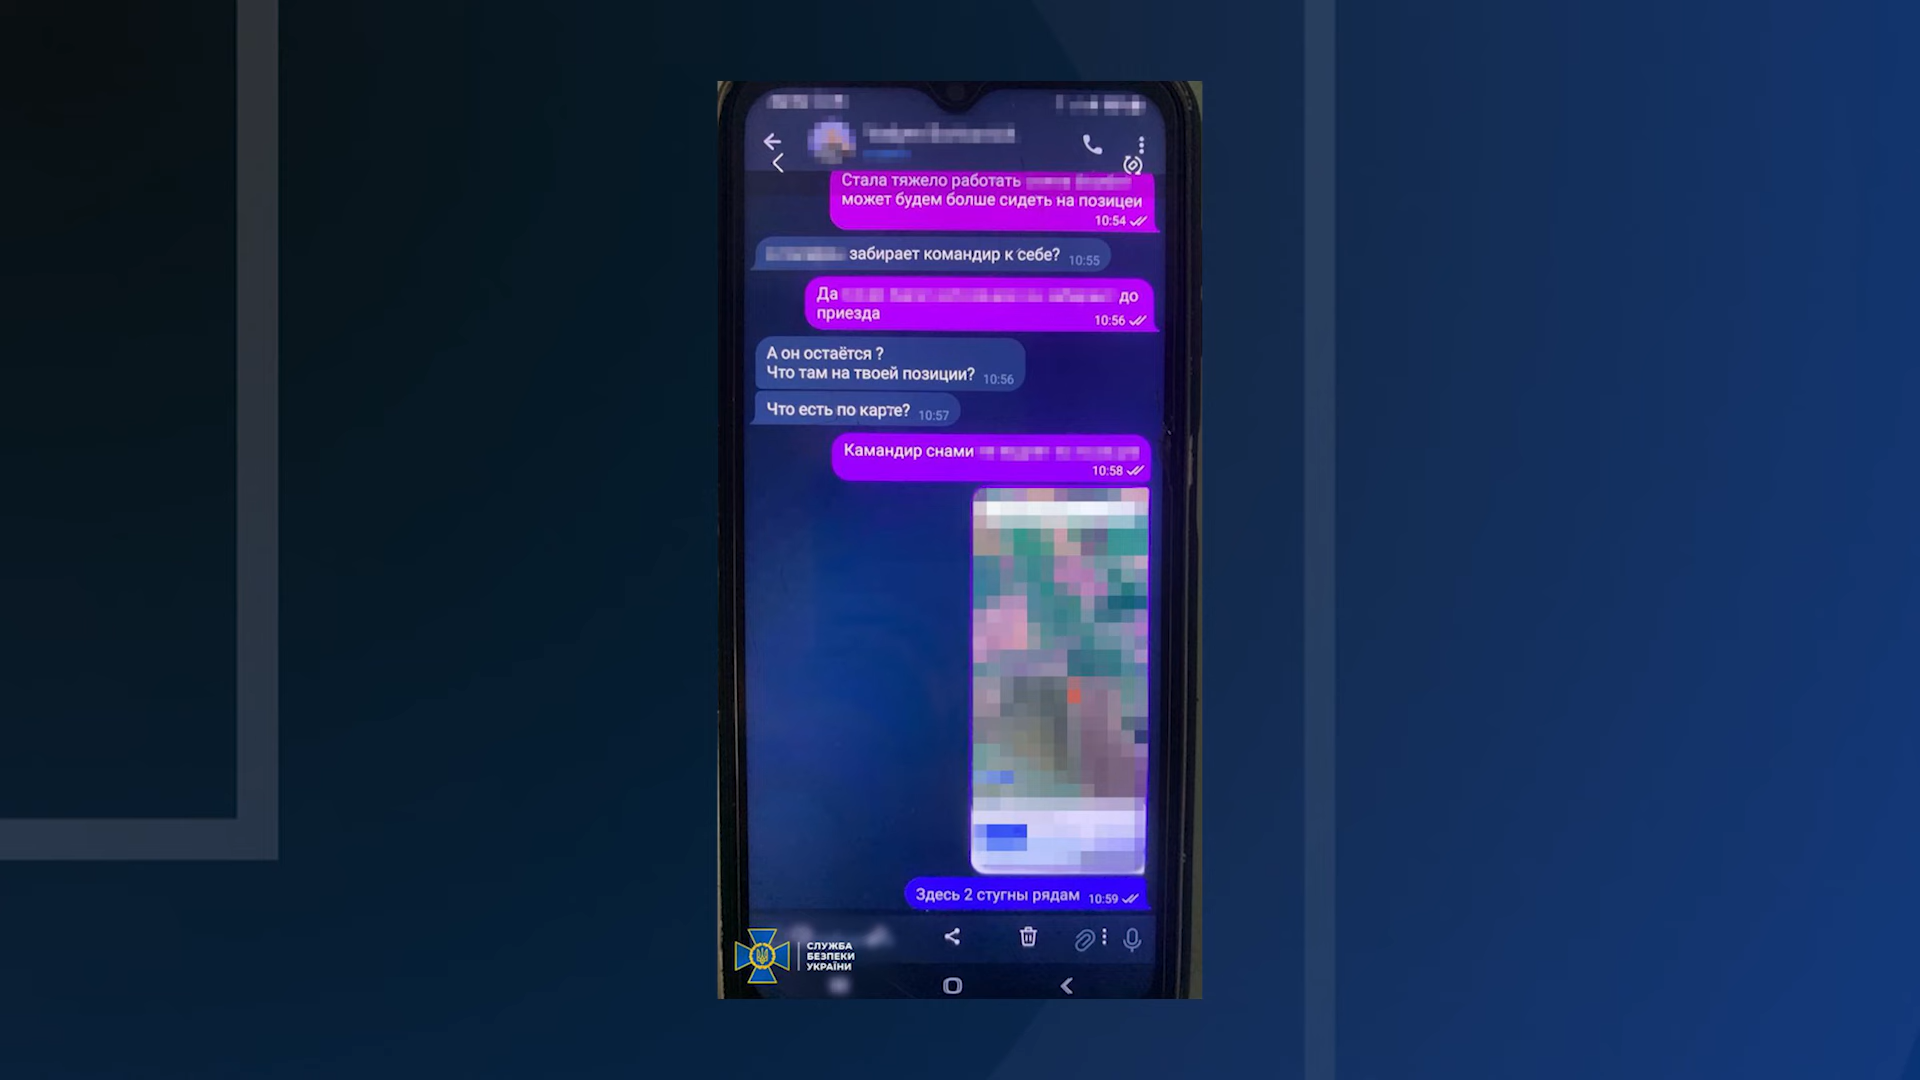 Стала тяжело работать
может будем болше сидеть на позицеи
10:54
забирает командир к себе? 10:55
Да до
приезда
10:56
А он остаётся ?
Что там на твоей позиции? 10:56
Что есть по карте? 10:57
Камандир снами
10:58
Здесь 2 стугны рядам 10:59
СЛУЖБА
БЕЗПЕКИ
УКРАЇНИ